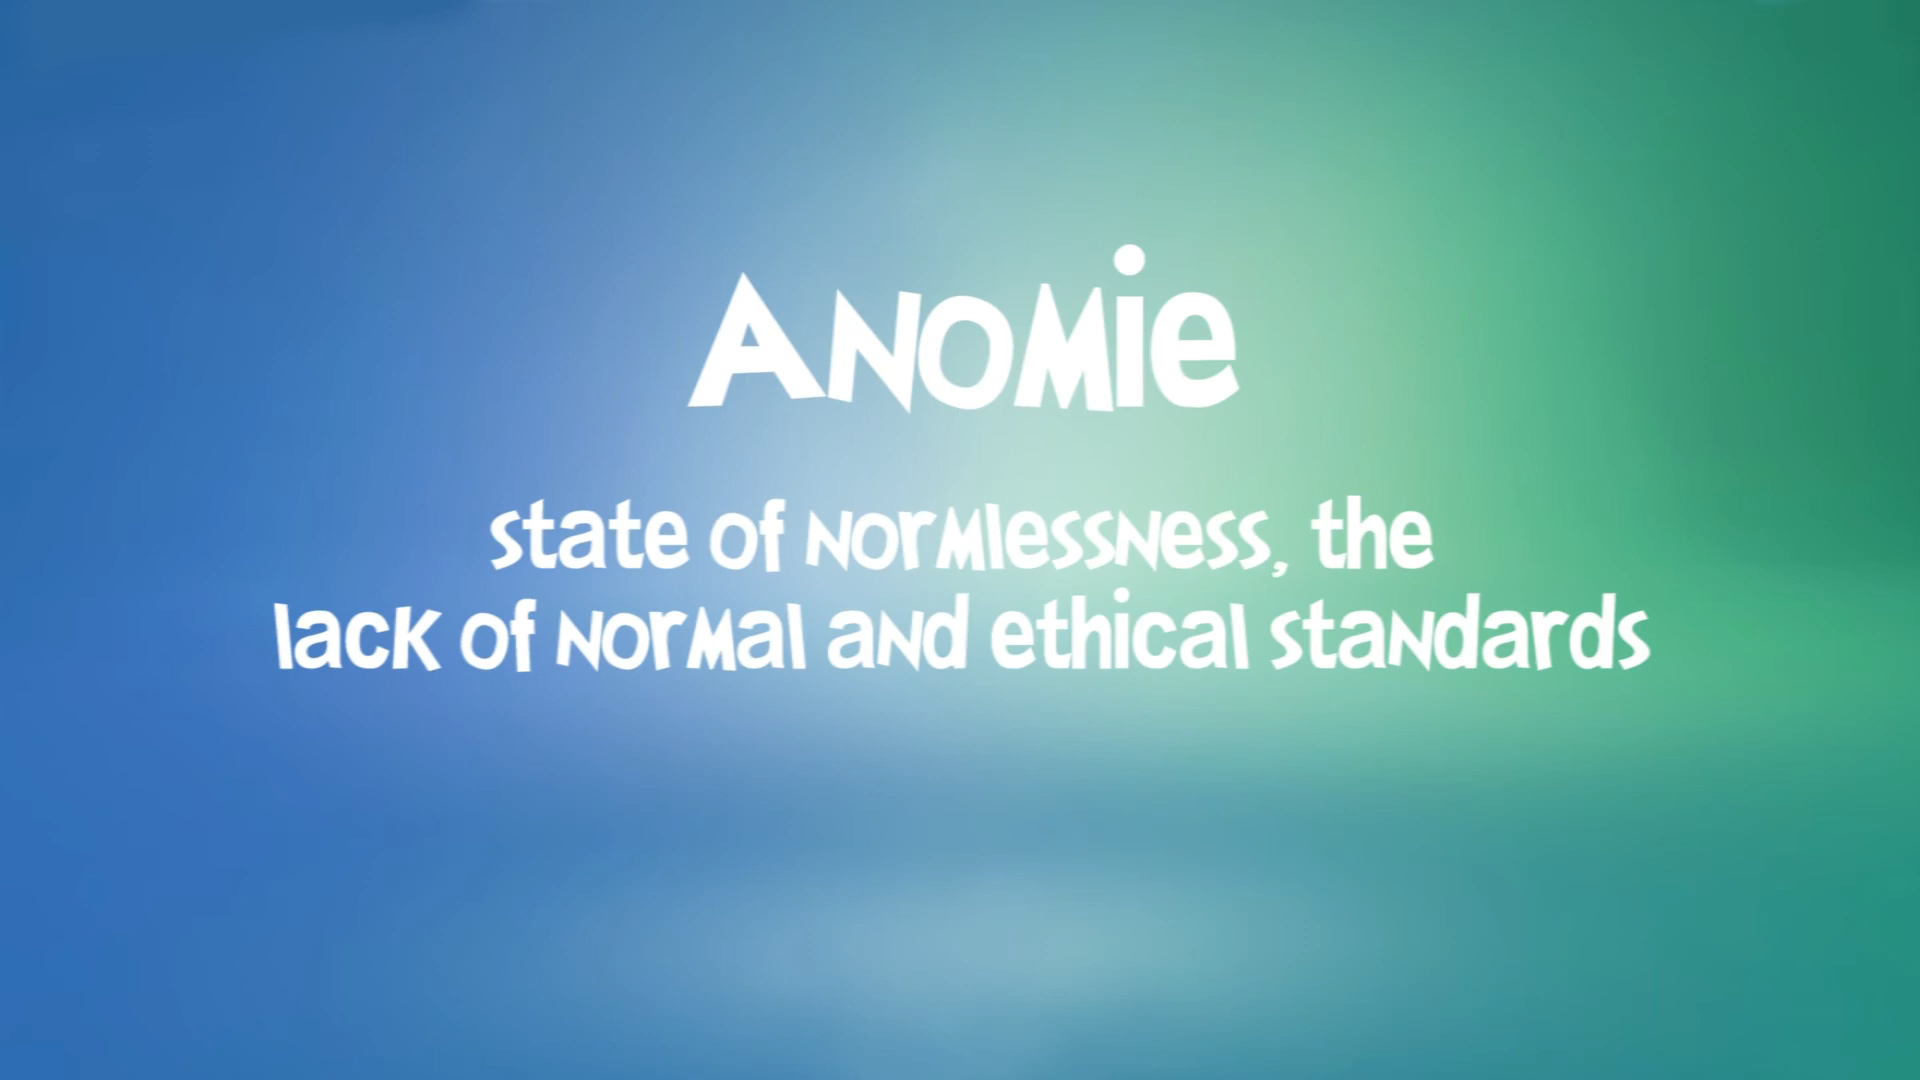 Anomie
state of normlessness, the
lack of normal and ethical standards